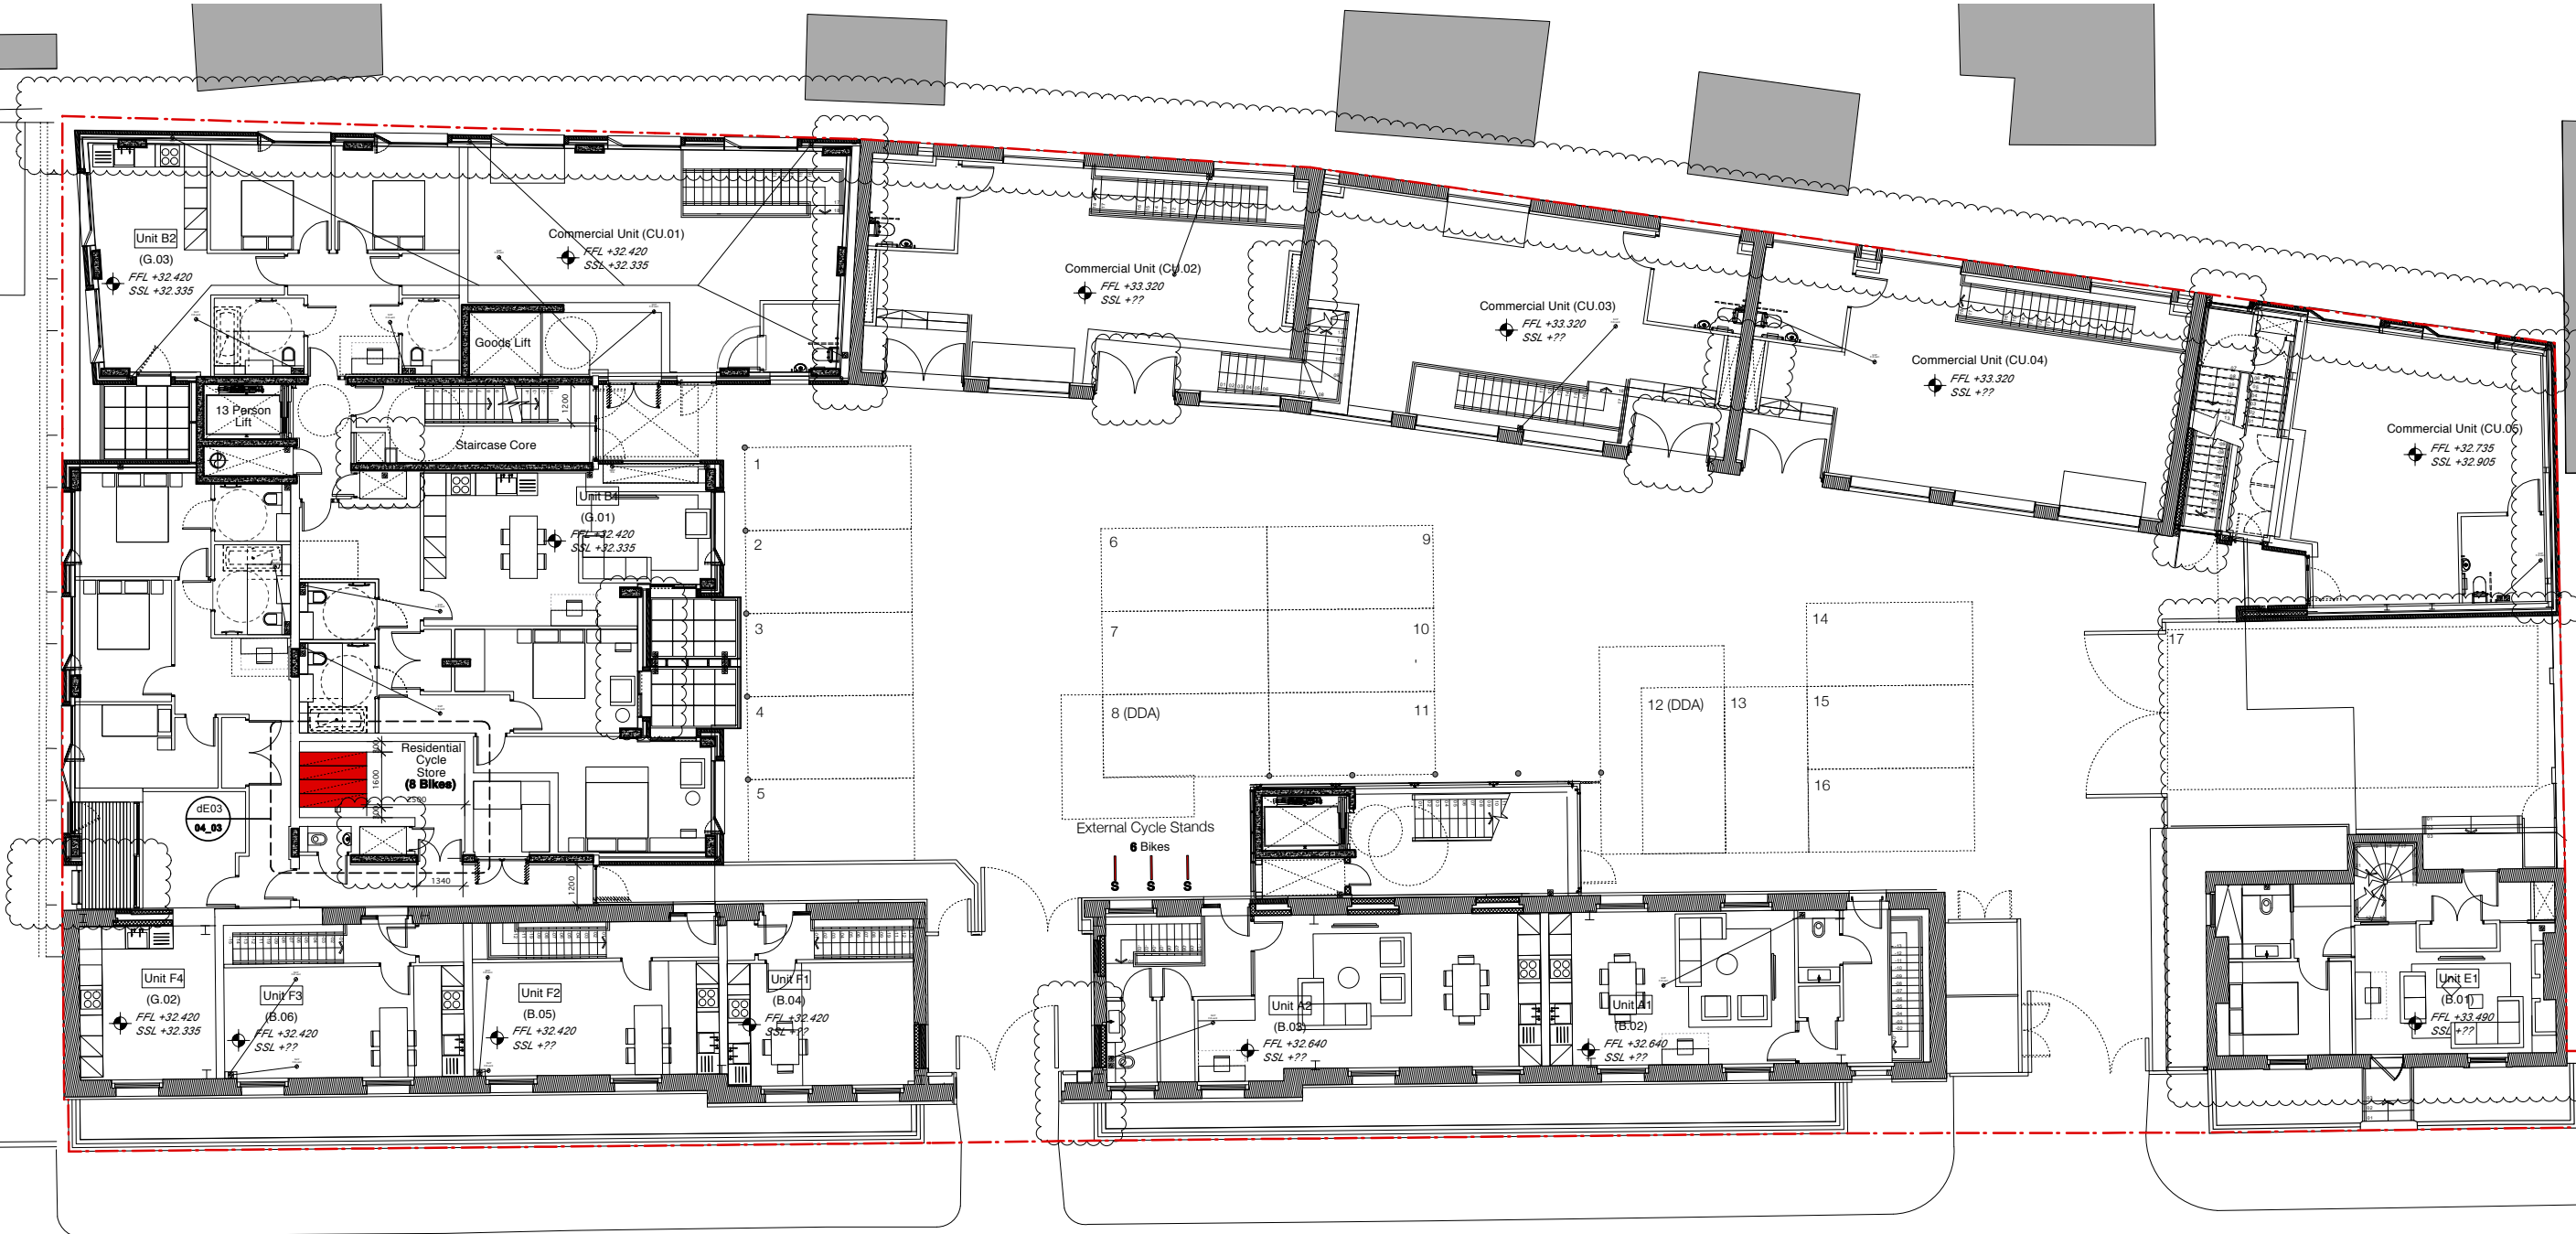 Unit B2
(G.03)
FFL +32.420
SSL +32.335
Commercial Unit (CU.01)
FFL +32.420
SSL +32.335
Commercial Unit (CU.02)
FFL +33.320
SSL +??
Commercial Unit (CU.03)
FFL +33.320
SSL +??
Commercial Unit (CU.04)
FFL +33.320
SSL +??
Commercial Unit (CU.05)
FFL +32.735
SSL +32.905
Goods Lift
13 Person
Lift
1200
Staircase Core
Unit B1
(G.01)
FFL +32.420
SSL +32.335
1
2
3
4
5
6
7
8 (DDA)
9
10
11
12 (DDA)
13
14
15
16
17
Residential
Cycle
Store
(8 Bikes)
1600
2500
dE03
04_03
1340
1200
External Cycle Stands
6 Bikes
S
S
S
Unit F4
(G.02)
FFL +32.420
SSL +32.335
Unit F3
(B.06)
FFL +32.420
SSL +??
Unit F2
(B.05)
FFL +32.420
SSL +??
Unit F1
(B.04)
FFL +32.420
SSL +??
Unit A2
(B.03)
FFL +32.640
SSL +??
Unit A1
(B.02)
FFL +32.640
SSL +??
Unit E1
(B.01)
FFL +33.490
SSL +??